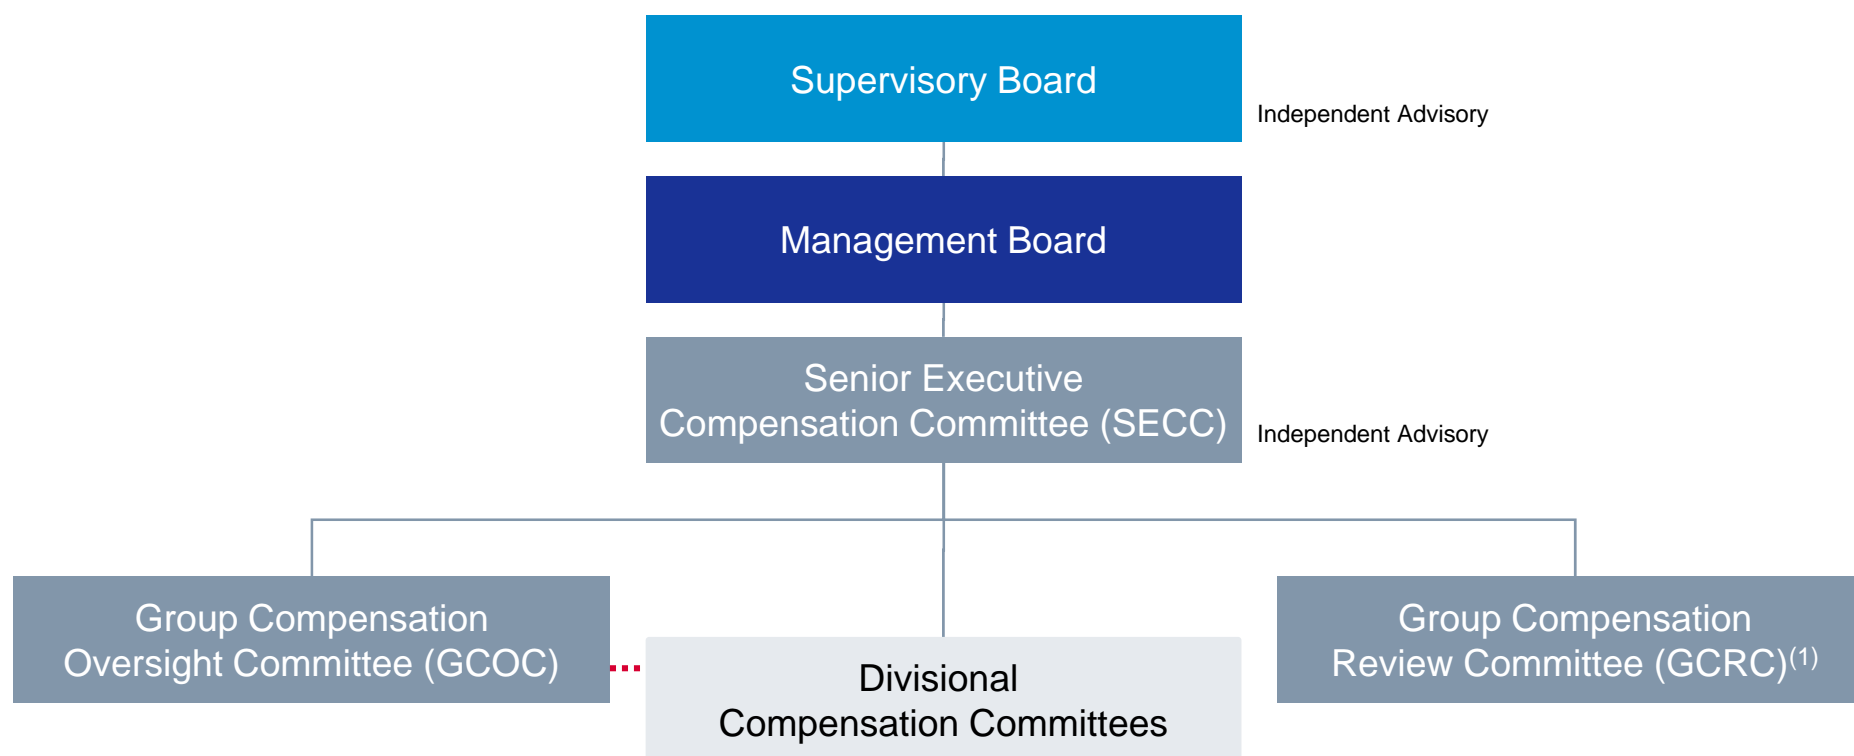 Supervisory Board
Independent Advisory
Management Board
Senior Executive
Compensation Committee (SECC)
Independent Advisory
Group Compensation
Oversight Committee (GCOC)
Divisional
Compensation Committees
Group Compensation
Review Committee (GCRC)(1)